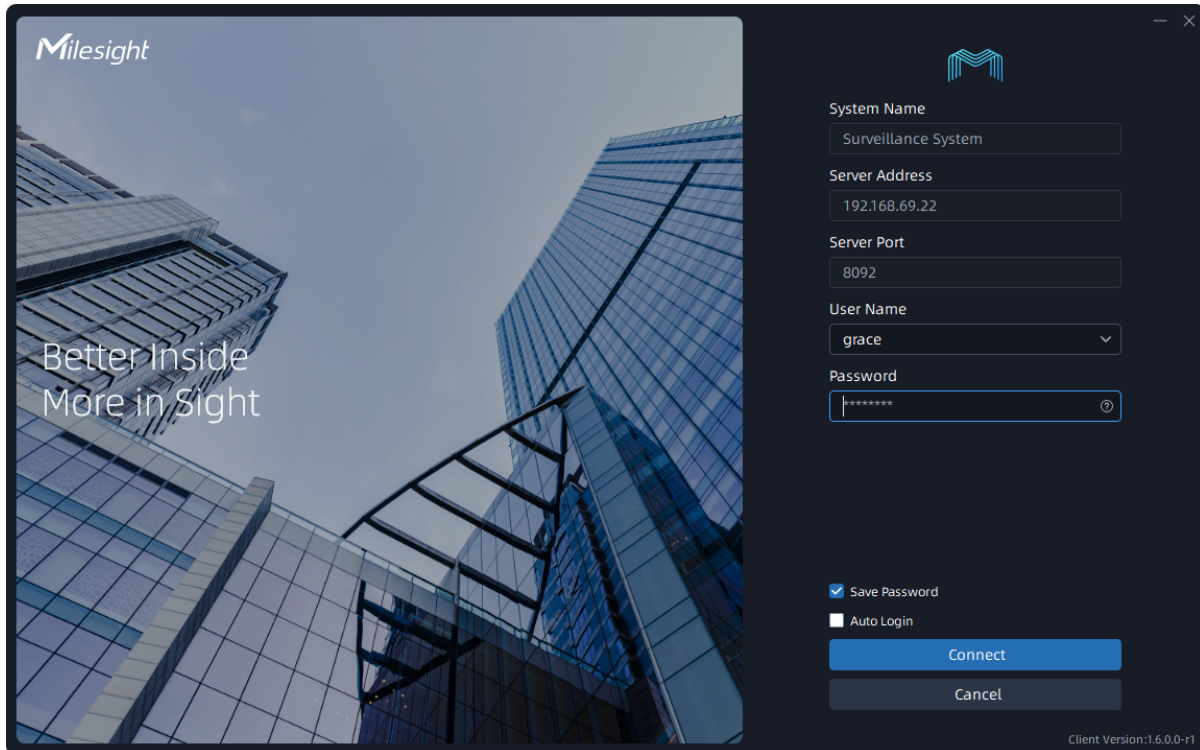 Milesight
Better Inside
More in Sight
System Name
Surveillance System
Server Address
192.168.69.22
Server Port
8092
User Name
grace
Password
********
Save Password
Auto Login
Connect
Cancel
Client Version:1.6.0.0-r1